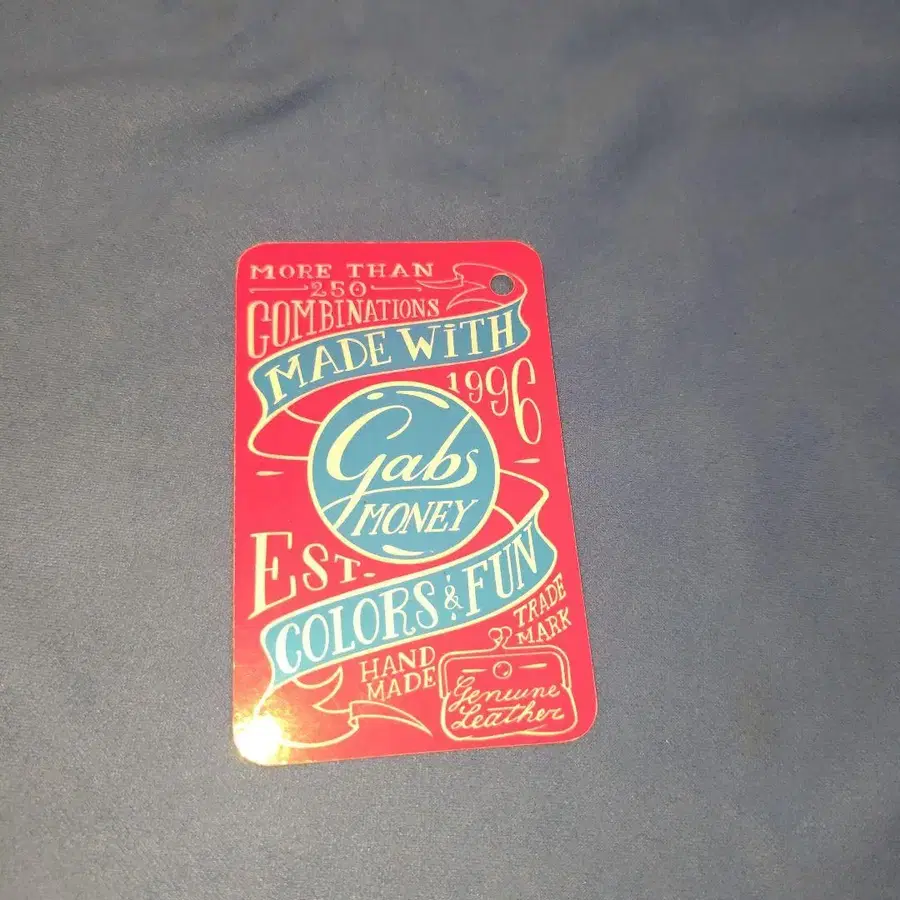 MORE THAN
250
COMBINATIONS
MADE WITH
1996
Gabs
MONEY
EST.
COLORS & FUN
TRADE
MARK
HAND
MADE
Genuine
Leather